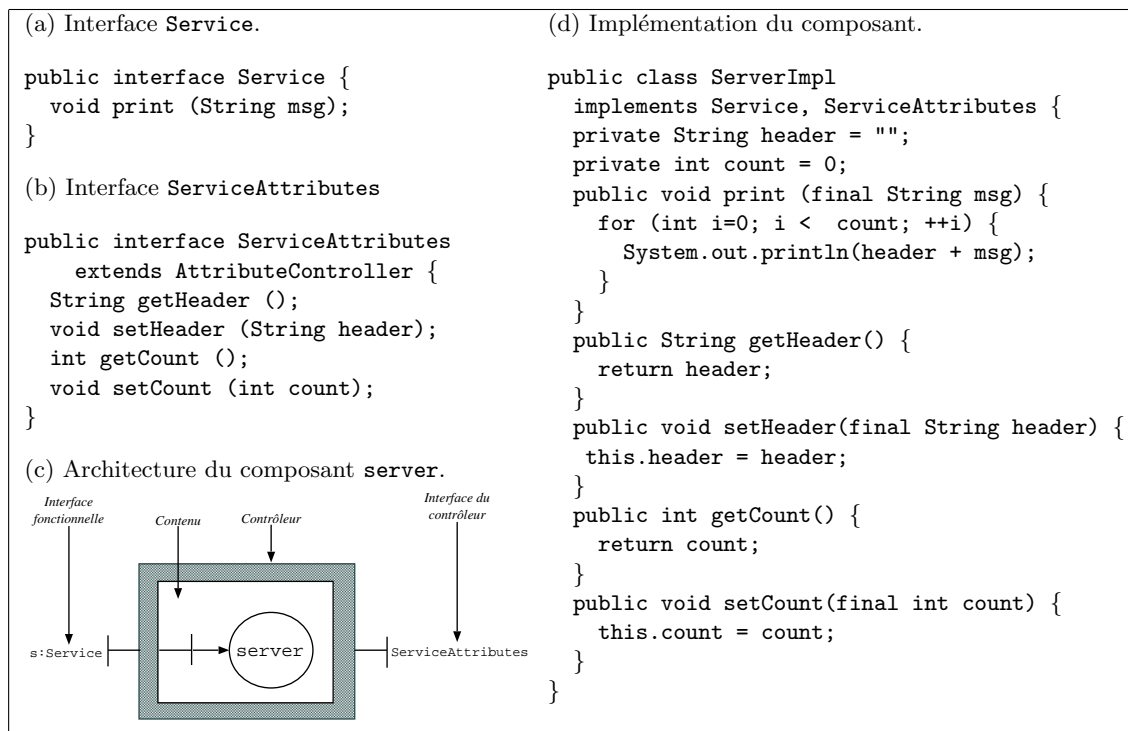 (a) Interface Service.
public interface Service {
void print (String msg);
}
(b) Interface ServiceAttributes
public interface ServiceAttributes
extends AttributeController {
String getHeader ();
void setHeader (String header);
int getCount ();
void setCount (int count);
}
(c) Architecture du composant server.
Interface
fonctionnelle
Contenu
Contrôleur
Interface du
contrôleur
s:Service
server
ServiceAttributes
(d) Implémentation du composant.
public class ServerImpl
implements Service, ServiceAttributes {
private String header = "";
private int count = 0;
public void print (final String msg) {
for (int i=0; i < count; ++i) {
System.out.println(header + msg);
}
}
public String getHeader() {
return header;
}
public void setHeader(final String header) {
this.header = header;
}
public int getCount() {
return count;
}
public void setCount(final int count) {
this.count = count;
}
}